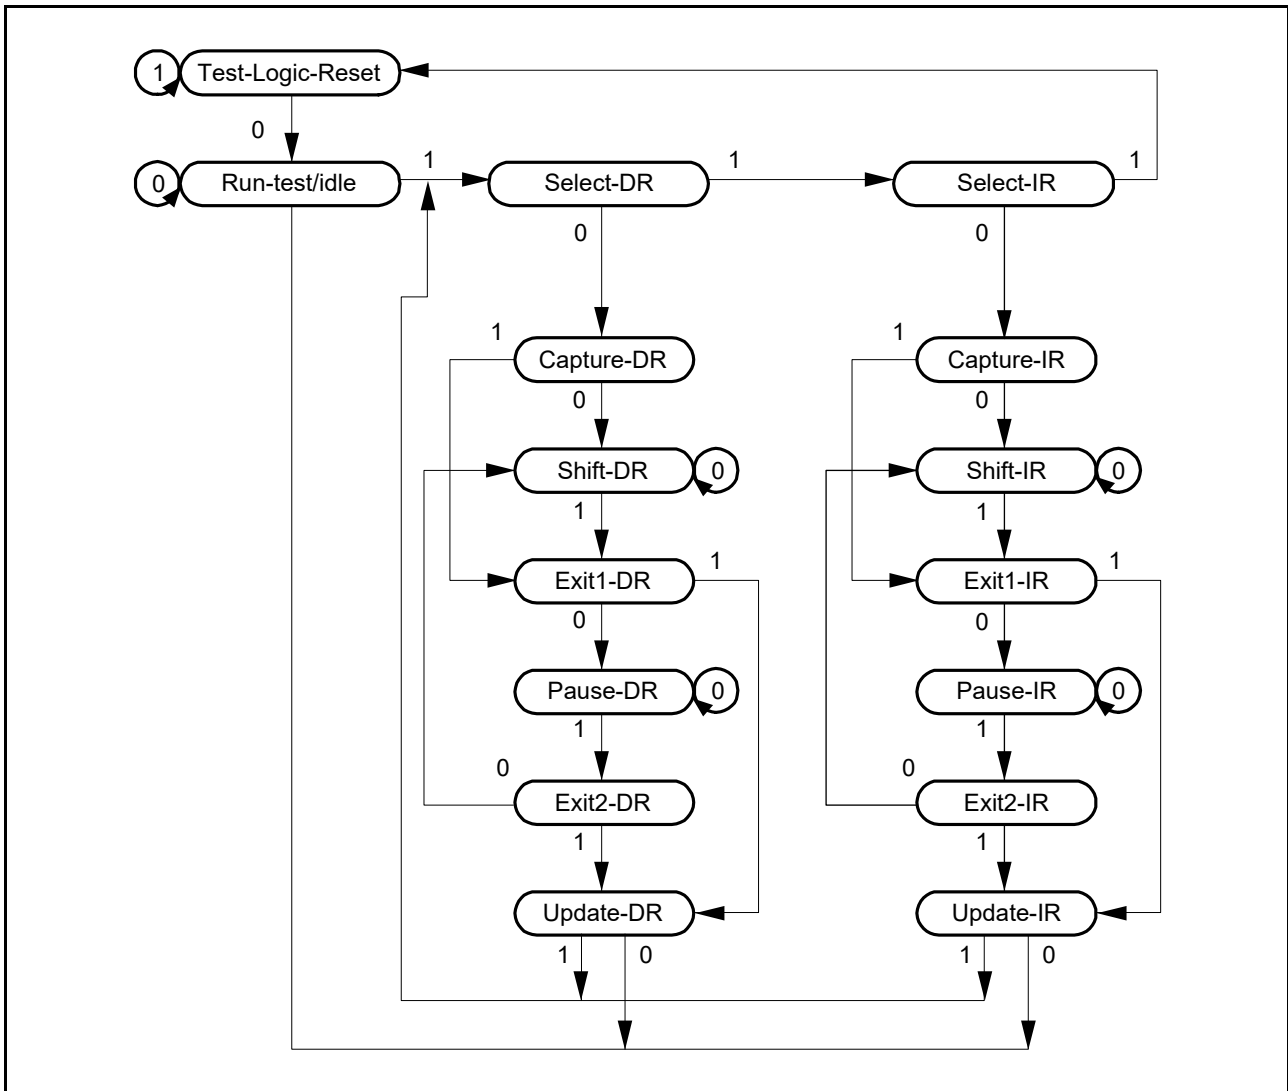 1
Test-Logic-Reset
0
0
Run-test/idle
1
Select-DR
1
Select-IR
1
0
0
1
Capture-DR
1
Capture-IR
0
0
Shift-DR
0
Shift-IR
0
1
1
Exit1-DR
1
Exit1-IR
1
0
0
Pause-DR
0
Pause-IR
0
1
1
0
Exit2-DR
0
Exit2-IR
1
1
Update-DR
Update-IR
1
0
1
0